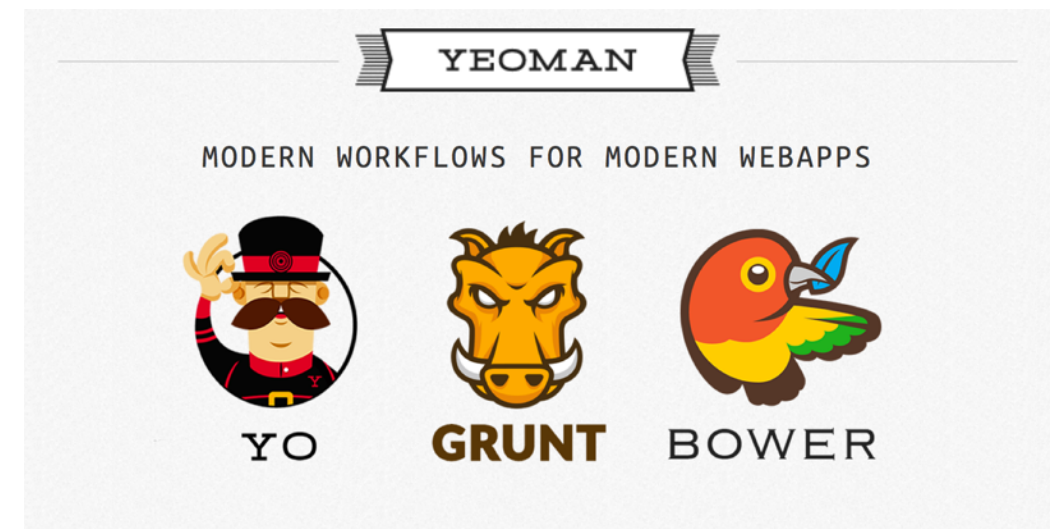 YEOMAN
MODERN WORKFLOWS FOR MODERN WEBAPPS
Y
YO
GRUNT
BOWER